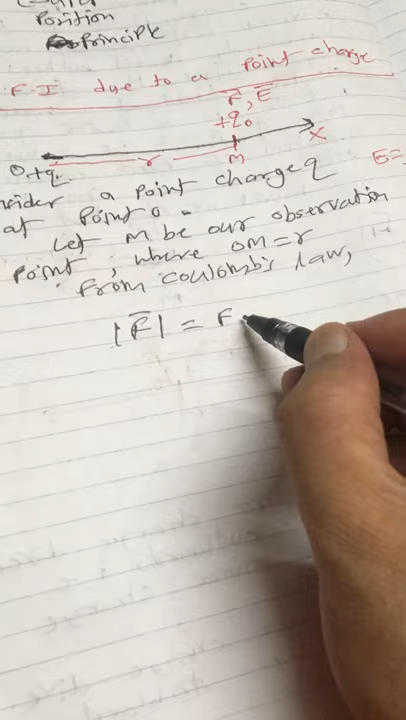 Position
Principle
E.I due to a point charge
F, E
+q₀
r M X
O +q
E=
nsider a point charge q
at point O
Let M be our observation
point, where OM=r
from coulomb's law,
|F| = F